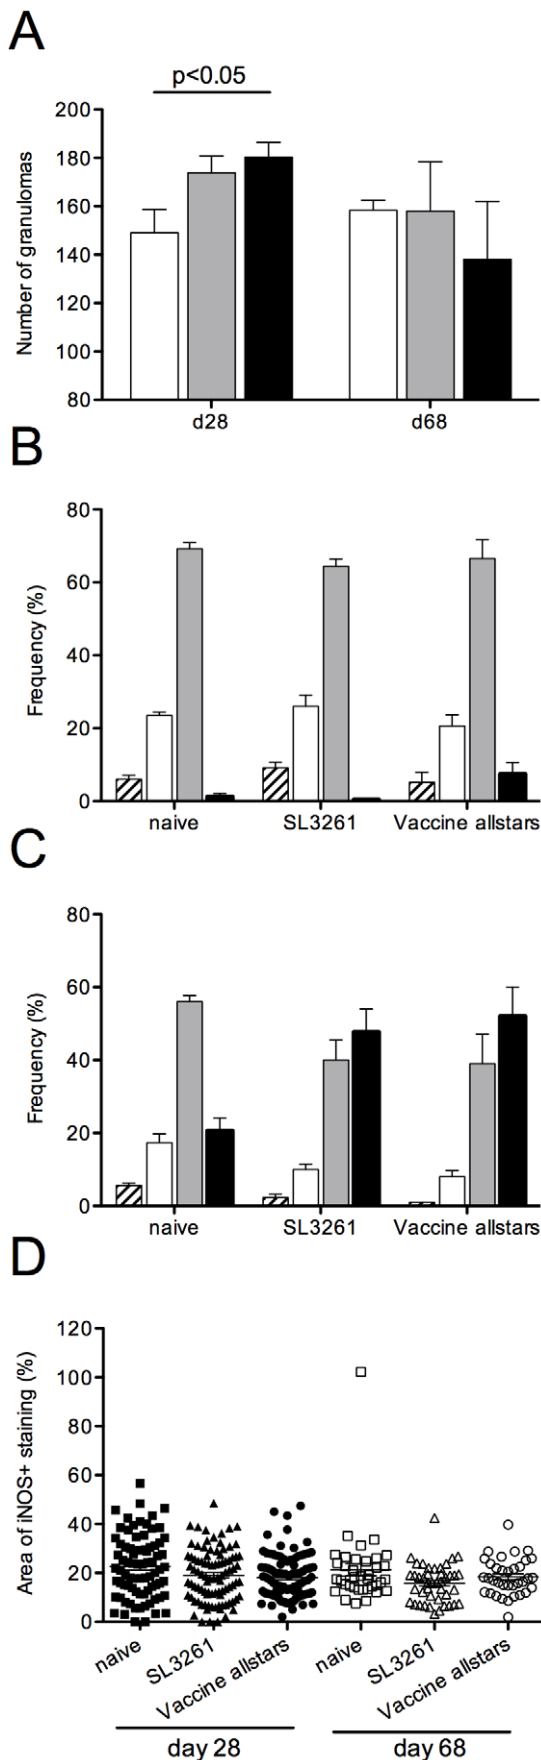 A
p<0.05
Number of granulomas
200
180
160
140
120
100
80
d28
d68
B
Frequency (%)
80
60
40
20
0
naive
SL3261
Vaccine allstars
C
Frequency (%)
80
60
40
20
0
naive
SL3261
Vaccine allstars
D
Area of iNOS+ staining (%)
120
100
80
60
40
20
0
naive
SL3261
Vaccine allstars
naive
SL3261
Vaccine allstars
day 28
day 68